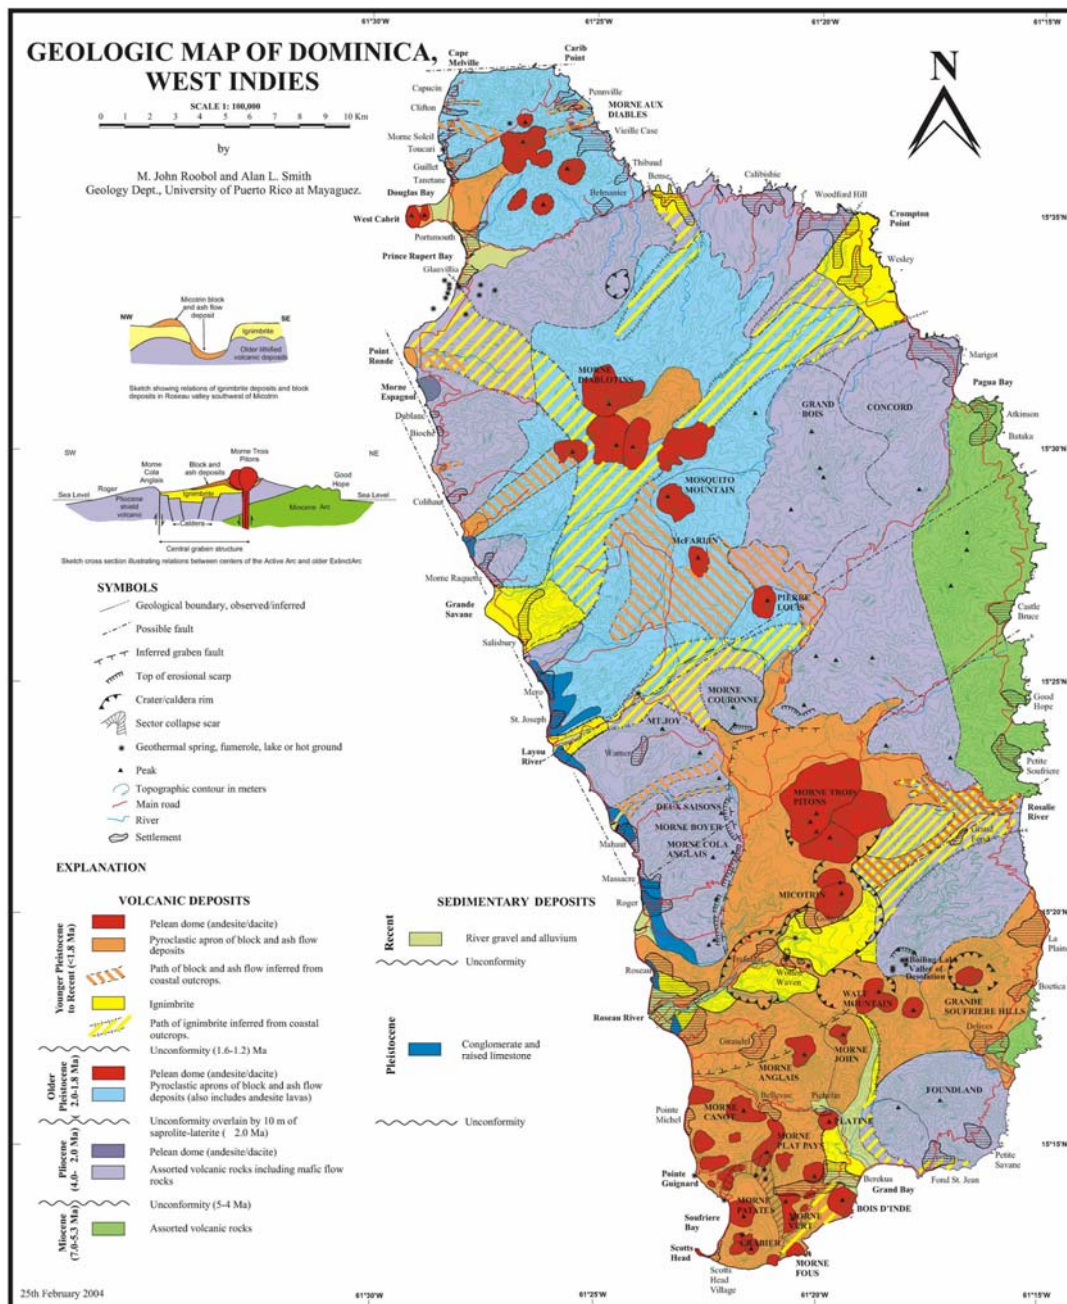 61°30'W
61°25'W
61°20'W
61°15'W
GEOLOGIC MAP OF DOMINICA,
WEST INDIES
SCALE 1: 100,000
0 1 2 3 4 5 6 7 8 9 10 Km
by
M. John Roobol and Alan L. Smith
Geology Dept., University of Puerto Rico at Mayaguez.
N
Cape
Melville
Carib
Point
Capucin
Clifton
Pennville
MORNE AUX
DIABLES
Morne Soleil
Toucari
Vieille Case
Guillet
Tanetane
Thibaud
Bense
Calibishie
Woodford Hill
Douglas Bay
West Cabrit
Crompton
Point
15°35'N
Portsmouth
Prince Rupert Bay
Wesley
Glanvillia
Micotrin block
and ash flow
deposit
NW
SE
Ignimbrite
Older lithified
volcanic deposits
Sketch showing relations of ignimbrite deposits and block
deposits in Roseau valley southwest of Micotrin
Point
Ronde
Marigot
MORNE
DIABLOTINS
Morne
Espagnol
Pagua Bay
GRAND
BOIS
CONCORD
Dublanc
Bioche
Atkinson
Bataka
15°30'N
SW
NE
Morne
Cola
Anglais
Block and
ash deposits
Morne Trois
Pitons
Good
Hope
Sea Level
Roger
Ignimbrite
Sea Level
Pliocene
shield
volcanic
Miocene Arc
Caldera
Central graben structure
Sketch cross section illustrating relations between centers of the Active Arc and older Extinct Arc
MOSQUITO
MOUNTAIN
Colihaut
McFARLIN
Morne Raquette
Grande
Savane
PIERRE
LOUIS
Castle
Bruce
Salisbury
15°25'N
Mero
MORNE
COURONNE
Good
Hope
St. Joseph
MT.JOY
Layou
River
Warner
Petite
Soufriere
MORNE TROIS
PITONS
Rosalie
River
DEUX SAISONS
MORNE BOYER
Grand
Fond
Mahaut
MORNE COLA
ANGLAIS
Massacre
MICOTRIN
Roger
15°20'N
La
Plaine
Trafalgar
Wotten
Waven
Roseau
Boiling Lake
Valley of
Desolation
Boetica
WATT
MOUNTAIN
GRANDE
SOUFRIERE HILLS
Roseau River
Giraudel
MORNE
JOHN
Delices
MORNE
ANGLAIS
FOUNDLAND
Bellevue
Pichelin
Pointe
Michel
MORNE
CANOT
PLATINE
MORNE
PLAT PAYS
15°15'N
Petite
Savane
Pointe
Guignard
Berekua
Grand Bay
Fond St. Jean
MORNE
PATATES
BOIS D'INDE
Soufriere
Bay
MORNE
VERT
CRABIER
Scotts
Head
MORNE
FOUS
Scotts
Head
Village
SYMBOLS
Geological boundary, observed/inferred
Possible fault
Inferred graben fault
Top of erosional scarp
Crater/caldera rim
Sector collapse scar
Geothermal spring, fumerole, lake or hot ground
Peak
Topographic contour in meters
Main road
River
Settlement
EXPLANATION
VOLCANIC DEPOSITS
Younger Pleistocene
to Recent (<1.8 Ma)
Pelean dome (andesite/dacite)
Pyroclastic apron of block and ash flow
deposits
Path of block and ash flow inferred from
coastal outcrops.
Ignimbrite
Path of ignimbrite inferred from coastal
outcrops.
Unconformity (1.6-1.2) Ma
Older
Pleistocene
2.0-1.8 Ma)
Pelean dome (andesite/dacite)
Pyroclastic aprons of block and ash flow
deposits (also includes andesite lavas)
Unconformity overlain by 10 m of
saprolite-laterite ( 2.0 Ma)
Pliocene
(4.0- 2.0 Ma)
Pelean dome (andesite/dacite)
Assorted volcanic rocks including mafic flow
rocks
Unconformity (5-4 Ma)
Miocene
(7.0-5.3 Ma)
Assorted volcanic rocks
SEDIMENTARY DEPOSITS
Recent
River gravel and alluvium
Unconformity
Pleistocene
Conglomerate and
raised limestone
Unconformity
25th February 2004
61°30'W
61°25'W
61°20'W
61°15'W